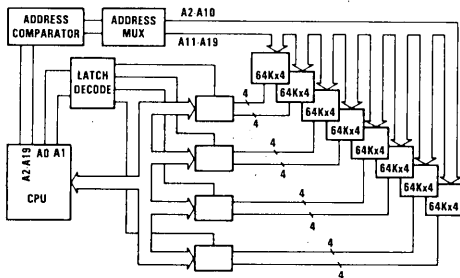 ADDRESS
COMPARATOR
ADDRESS
MUX
A2-A10
A11-A19
LATCH
DECODE
A2-A19
A0 A1
CPU
64Kx4
64Kx4
64Kx4
64Kx4
64Kx4
64Kx4
64Kx4
64Kx4
4
4
4
4
4
4
4
4